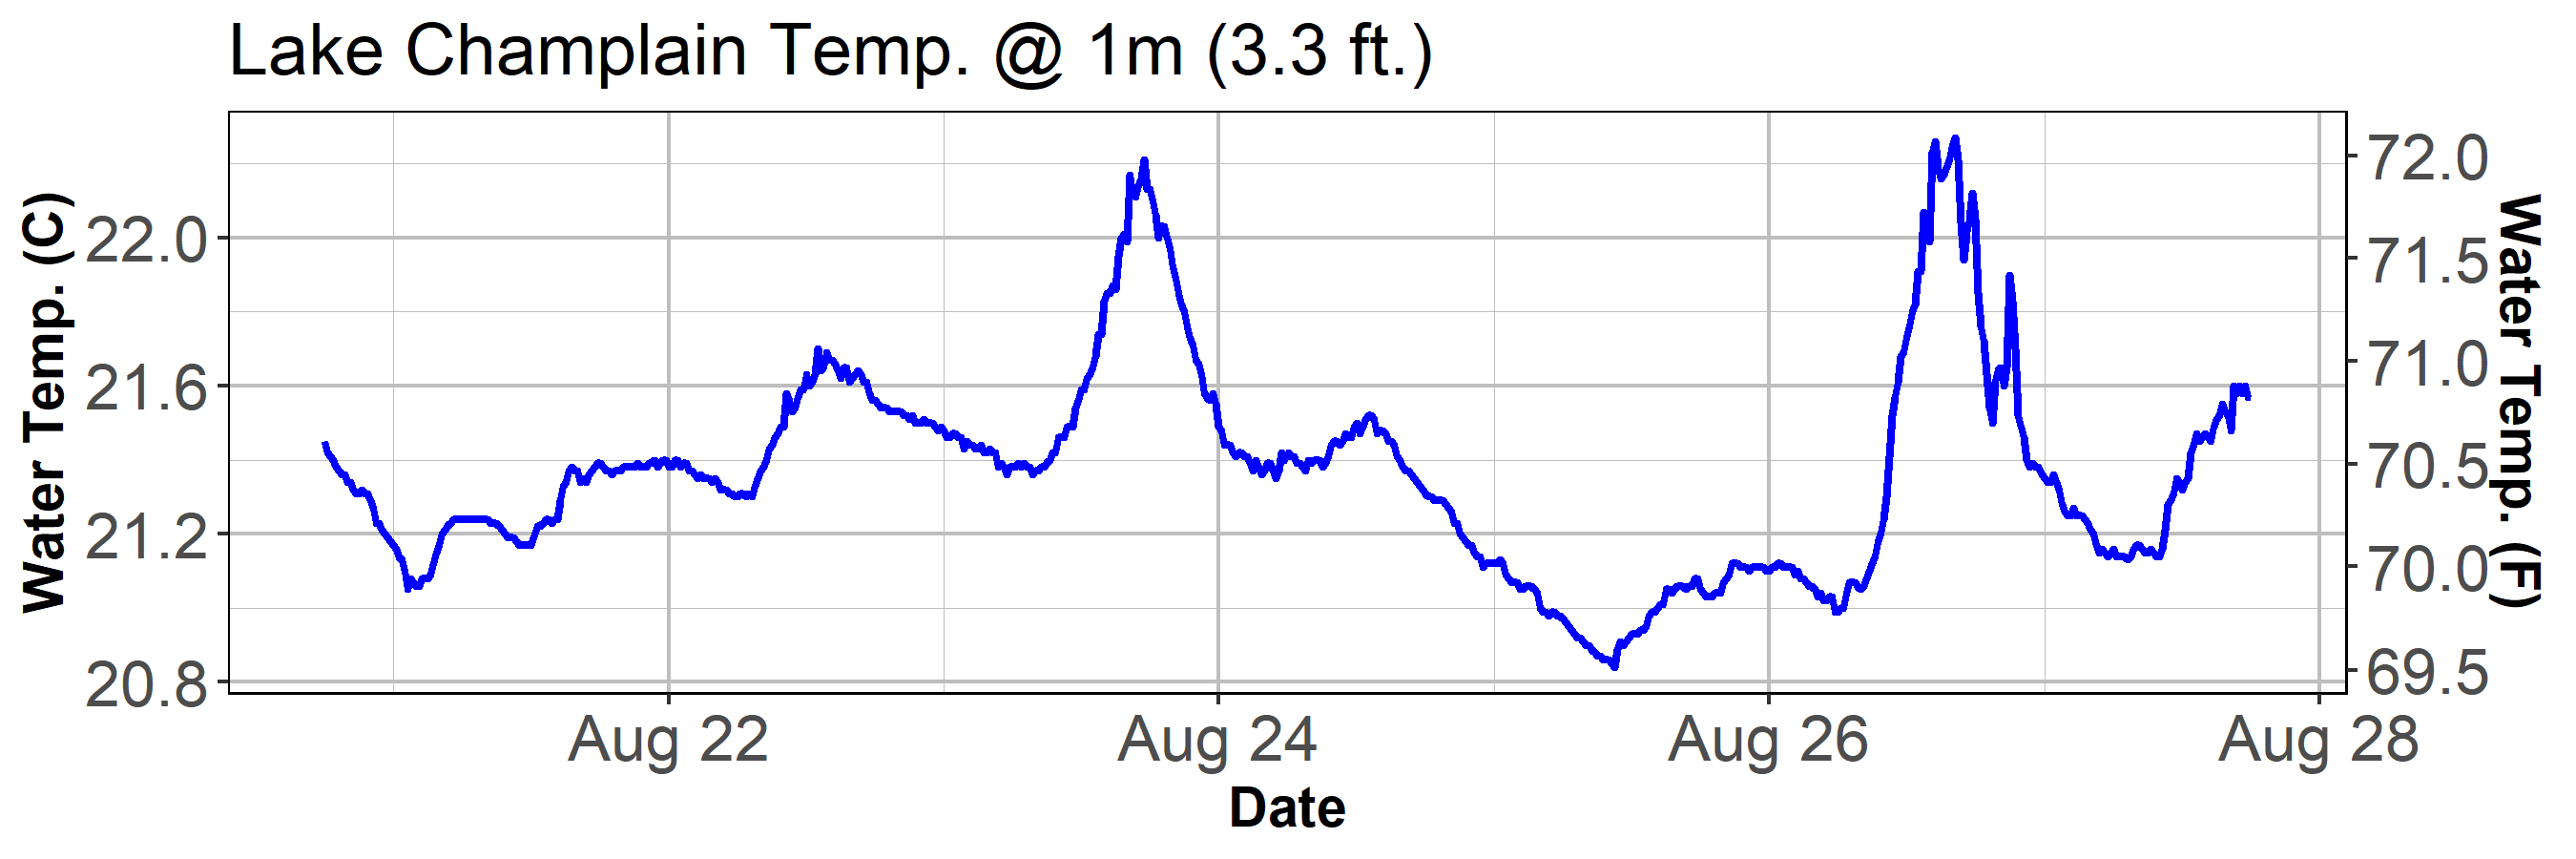 Lake Champlain Temp. @ 1m (3.3 ft.)
Water Temp. (C)
22.0
21.6
21.2
20.8
72.0
71.5
71.0
70.5
70.0
69.5
Water Temp. (F)
Aug 22
Aug 24
Aug 26
Aug 28
Date